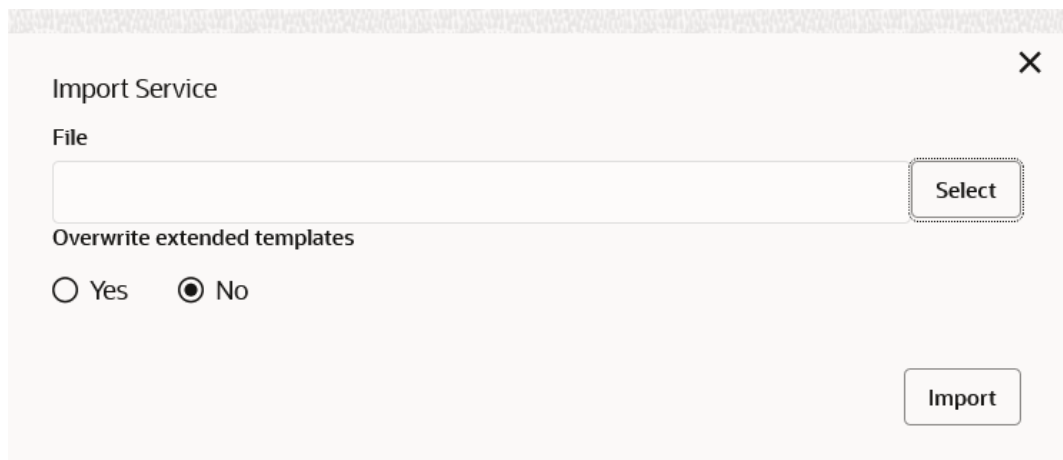 Import Service
File
Select
Overwrite extended templates
Yes No
Import